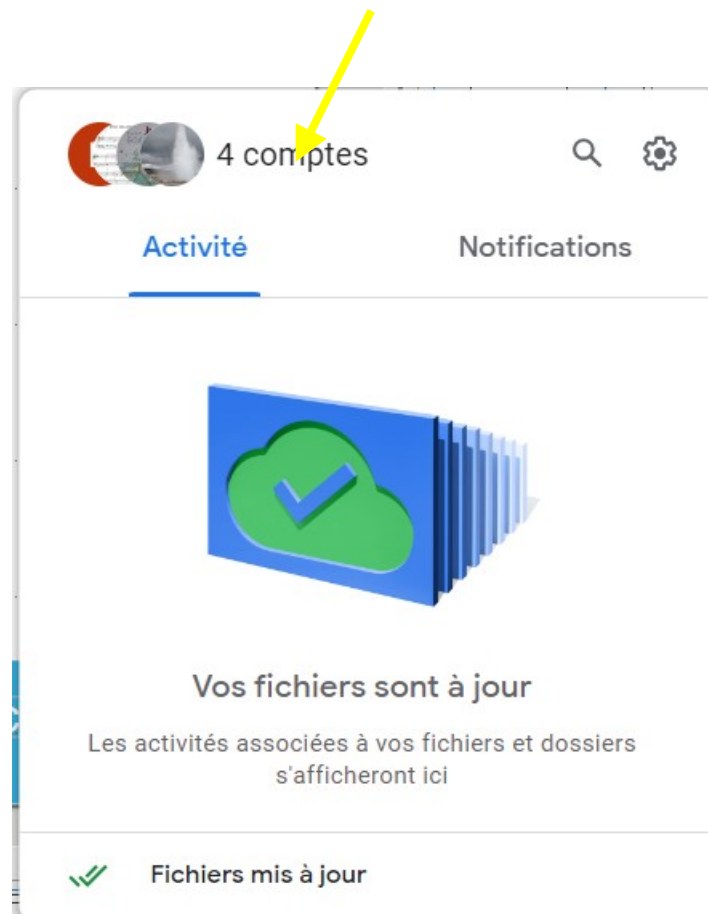 4 comptes
Activité
Notifications
Vos fichiers sont à jour
Les activités associées à vos fichiers et dossiers
s'afficheront ici
Fichiers mis à jour